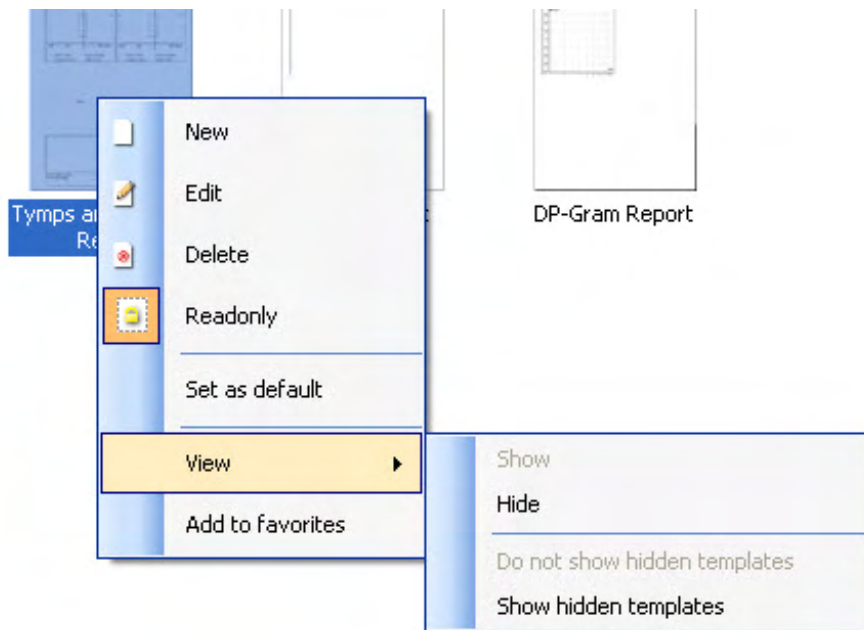 New
Edit
Tymps
DP-Gram Report
Delete
Readonly
Set as default
View
Show
Hide
Add to favorites
Do not show hidden templates
Show hidden templates